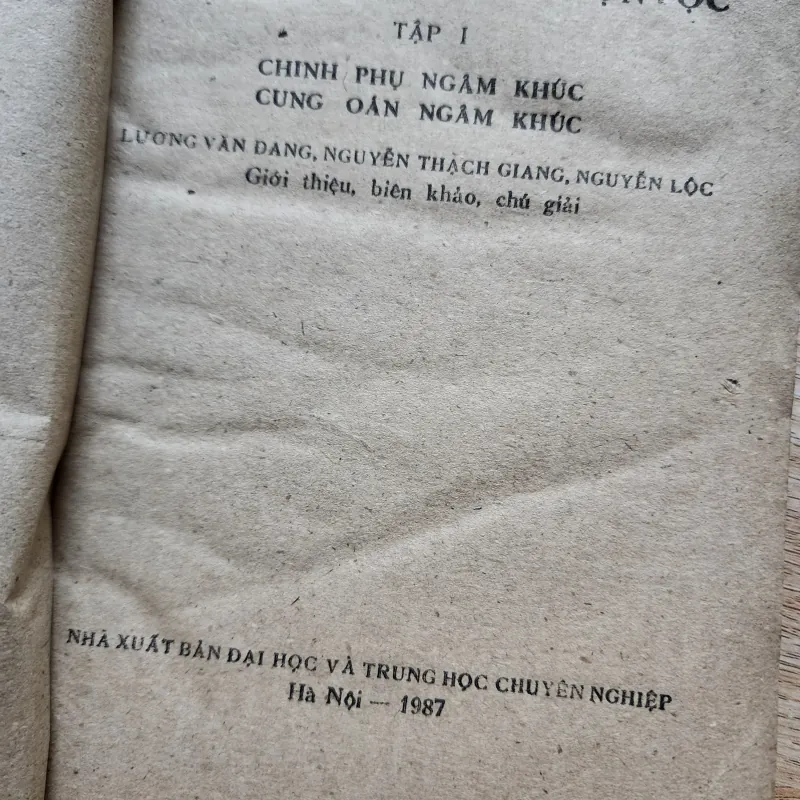 TẬP I
CHINH PHỤ NGÂM KHÚC
CUNG OÁN NGÂM KHÚC
LƯƠNG VĂN ĐANG, NGUYỄN THẠCH GIANG, NGUYỄN LỘC
Giới thiệu, biên khảo, chú giải
NHÀ XUẤT BẢN ĐẠI HỌC VÀ TRUNG HỌC CHUYÊN NGHIỆP
Hà Nội — 1987